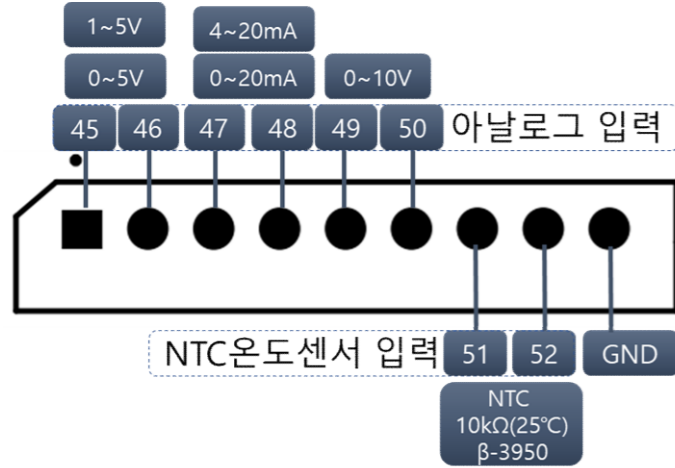 1~5V 4~20mA
0~5V 0~20mA 0~10V
45 46 47 48 49 50 아날로그 입력
NTC온도센서 입력 51 52 GND
NTC
10kΩ(25℃)
β-3950